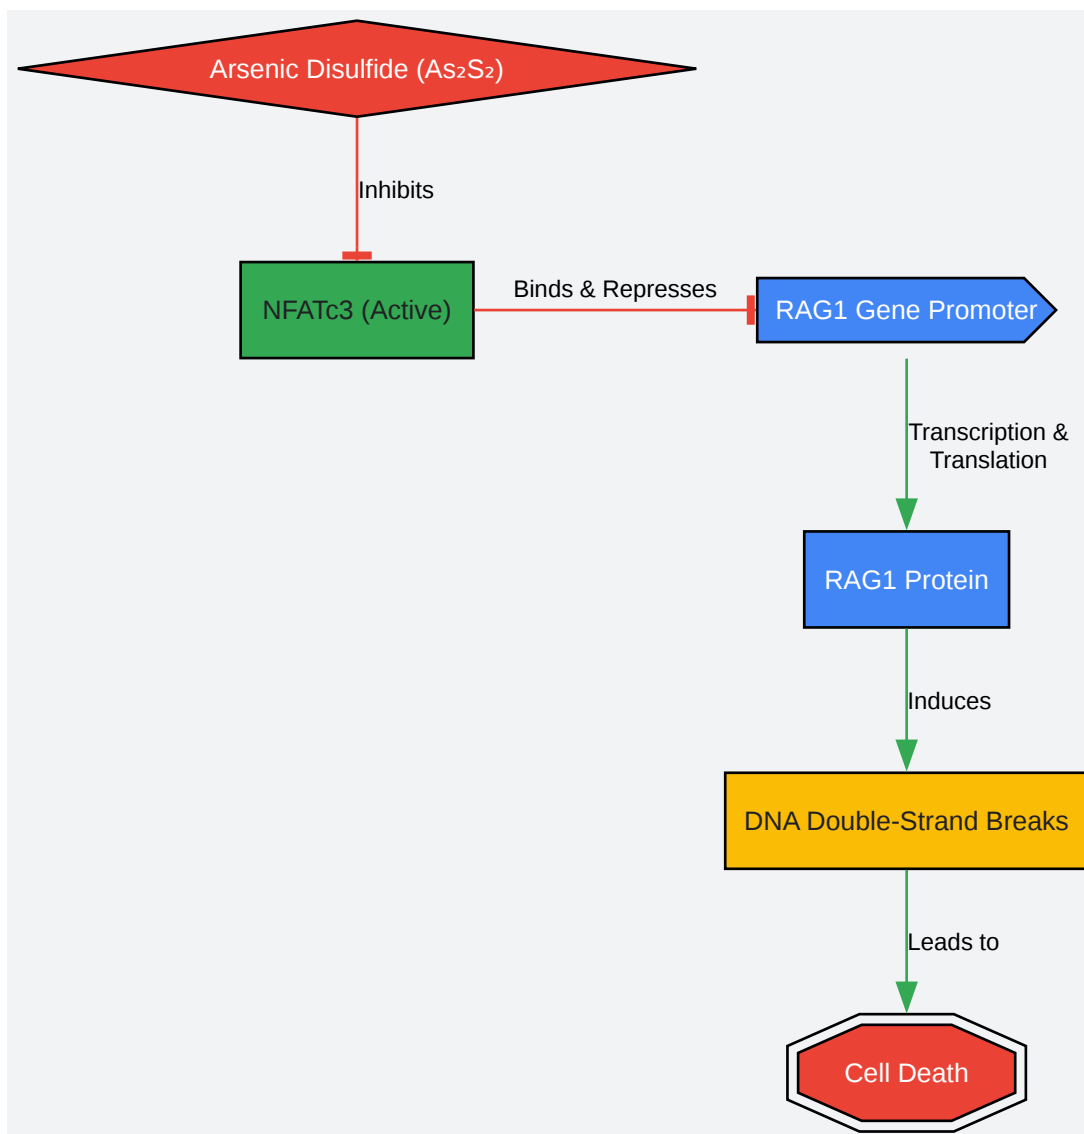 Arsenic Disulfide (As₂S₂)
Inhibits
NFATc3 (Active)
Binds & Represses
RAG1 Gene Promoter
Transcription &
Translation
RAG1 Protein
Induces
DNA Double-Strand Breaks
Leads to
Cell Death